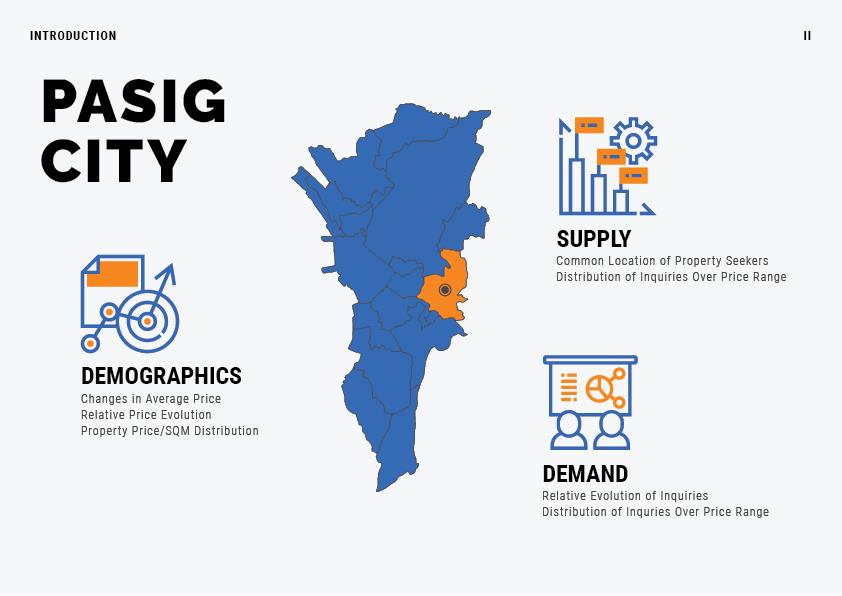 INTRODUCTION
II
PASIG
CITY
DEMOGRAPHICS
Changes in Average Price
Relative Price Evolution
Property Price/SQM Distribution
SUPPLY
Common Location of Property Seekers
Distribution of Inquiries Over Price Range
DEMAND
Relative Evolution of Inquiries
Distribution of Inquries Over Price Range